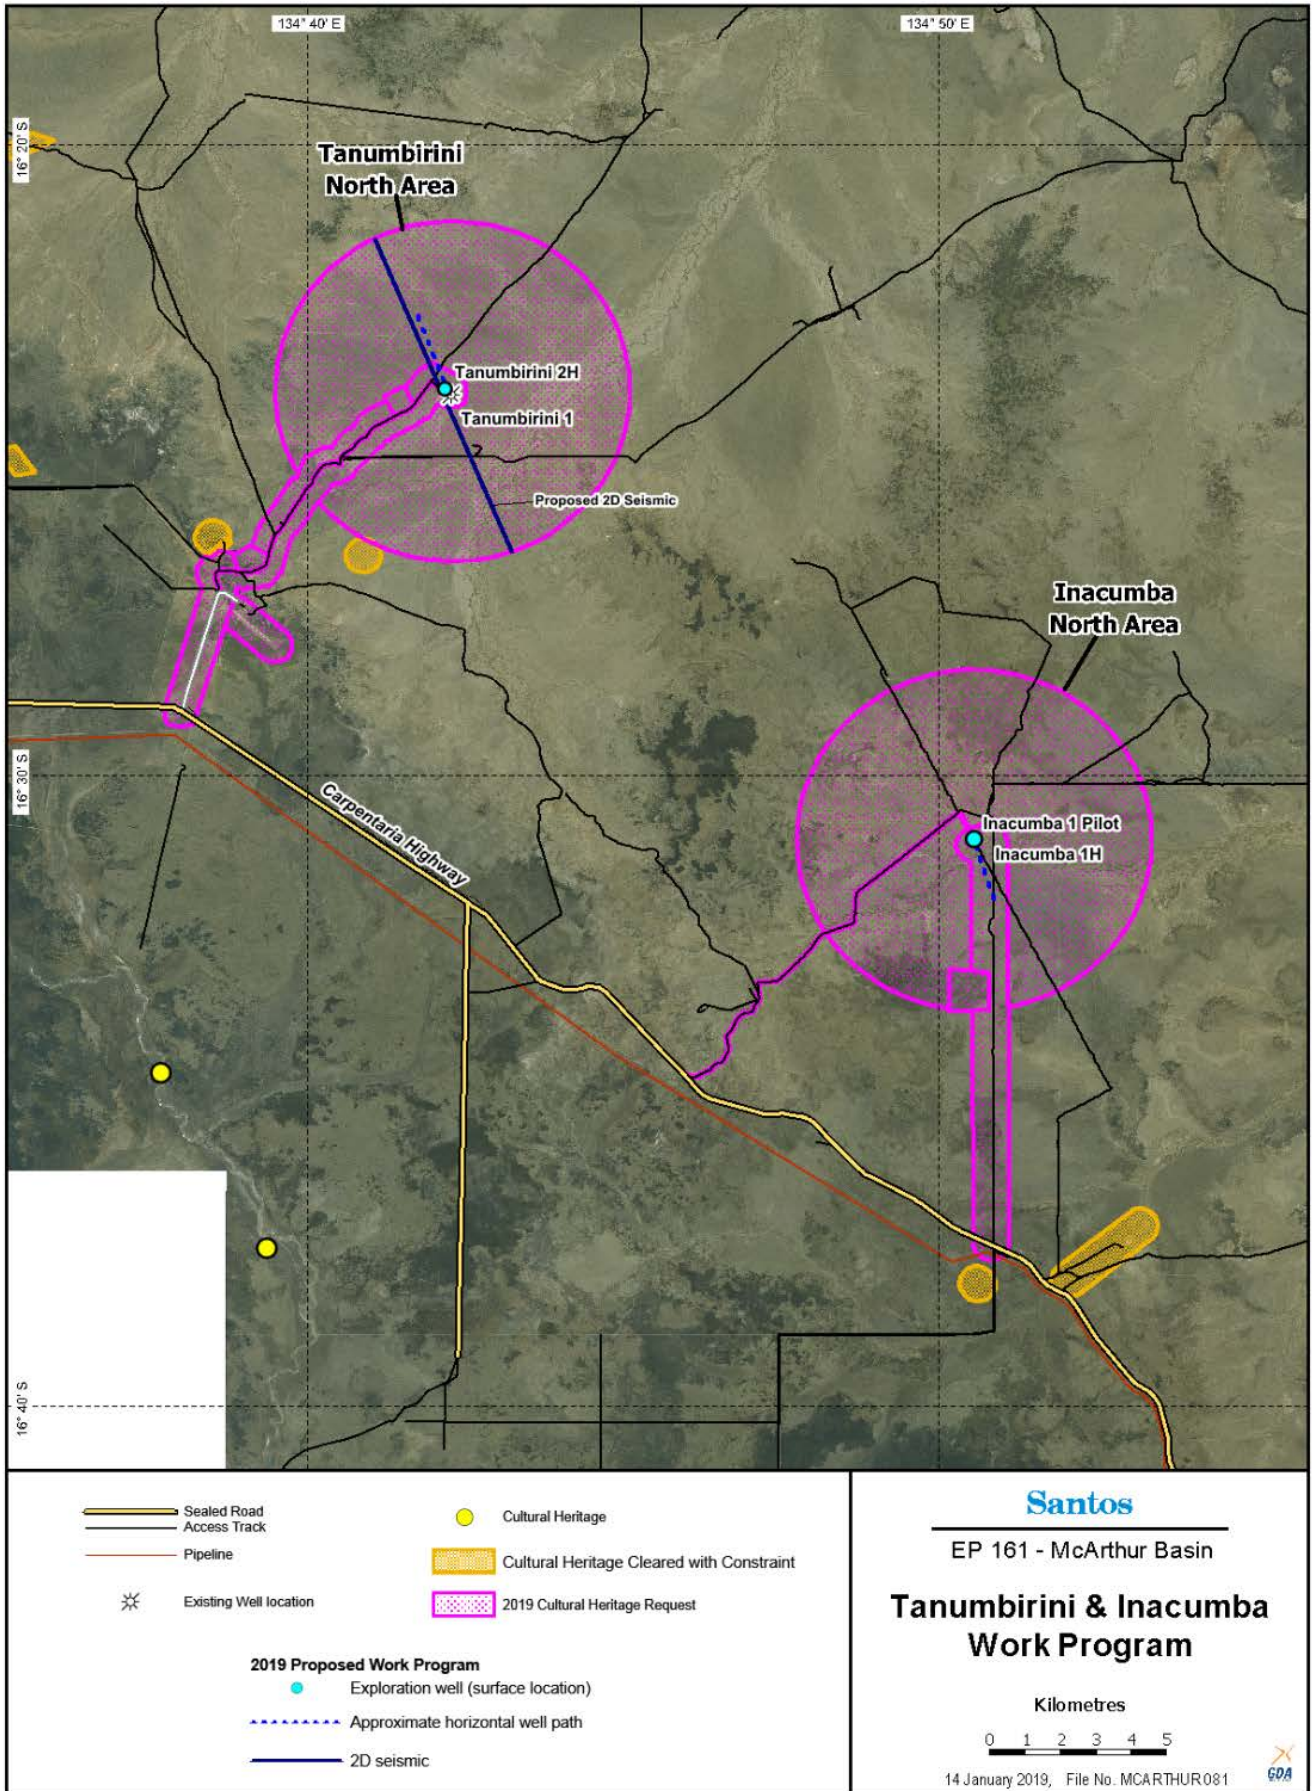 134° 40' E
134° 50' E
16° 20' S
Tanumbirini
North Area
Tanumbirini 2H
Tanumbirini 1
Proposed 2D Seismic
Inacumba
North Area
16° 30' S
Carpentaria Highway
Inacumba 1 Pilot
Inacumba 1H
16° 40' S
Sealed Road
Access Track
Pipeline
Existing Well location
Cultural Heritage
Cultural Heritage Cleared with Constraint
2019 Cultural Heritage Request
2019 Proposed Work Program
Exploration well (surface location)
Approximate horizontal well path
2D seismic
Santos
EP 161 - McArthur Basin
Tanumbirini & Inacumba
Work Program
Kilometres
0 1 2 3 4 5
14 January 2019, File No. MCARTHUR081
GDA